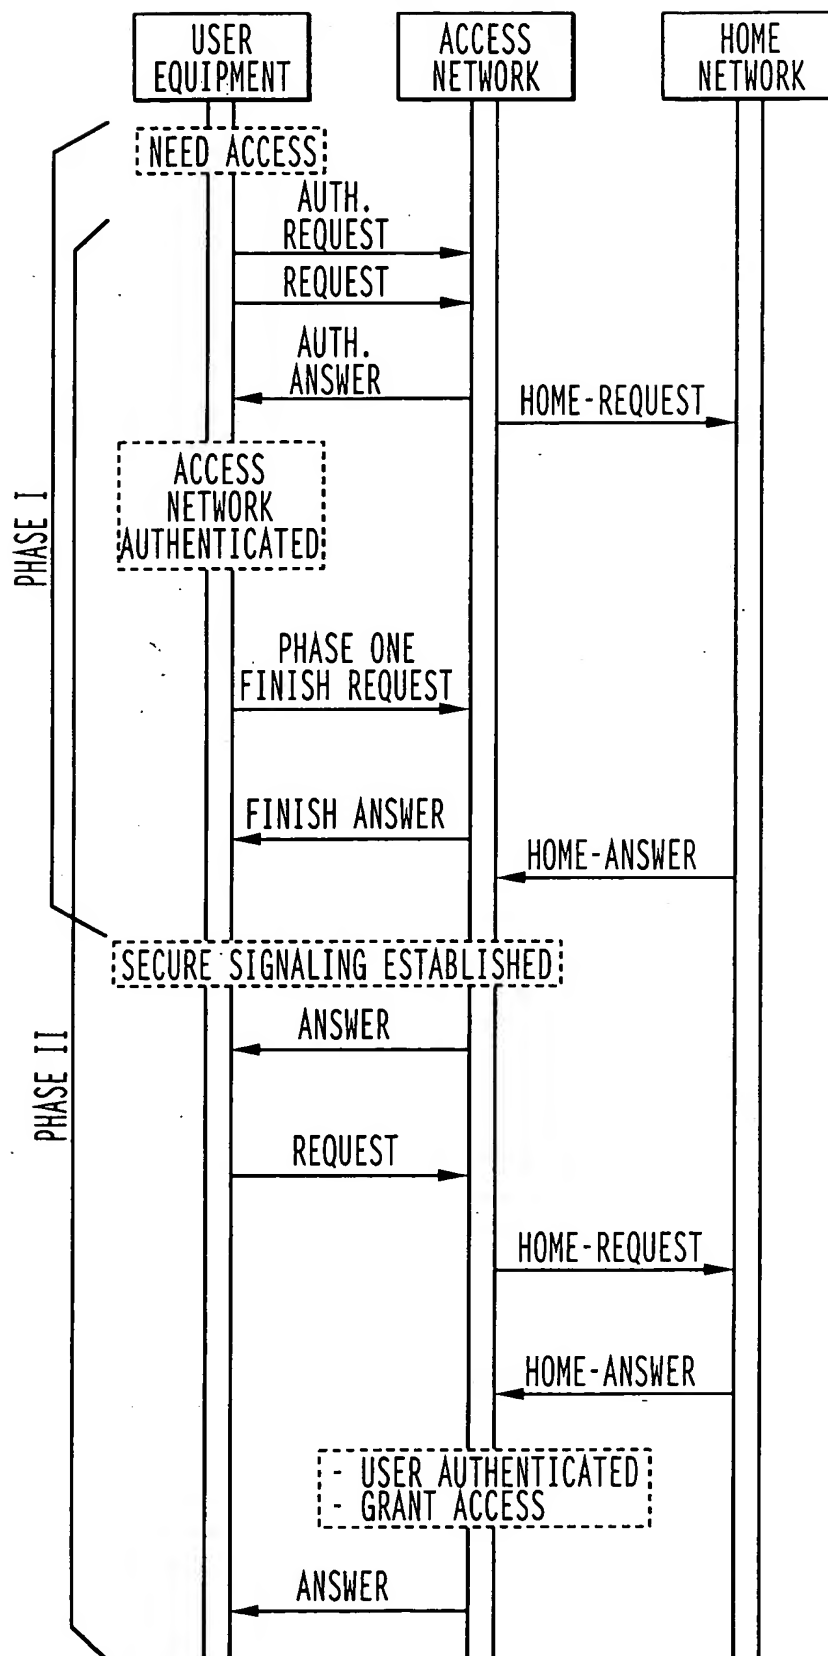 USER
EQUIPMENT
ACCESS
NETWORK
HOME
NETWORK
NEED ACCESS
AUTH.
REQUEST
REQUEST
AUTH.
ANSWER
HOME-REQUEST
ACCESS
NETWORK
AUTHENTICATED
PHASE I
PHASE ONE
FINISH REQUEST
FINISH ANSWER
HOME-ANSWER
SECURE SIGNALING ESTABLISHED
ANSWER
PHASE II
REQUEST
HOME-REQUEST
HOME-ANSWER
- USER AUTHENTICATED
- GRANT ACCESS
ANSWER